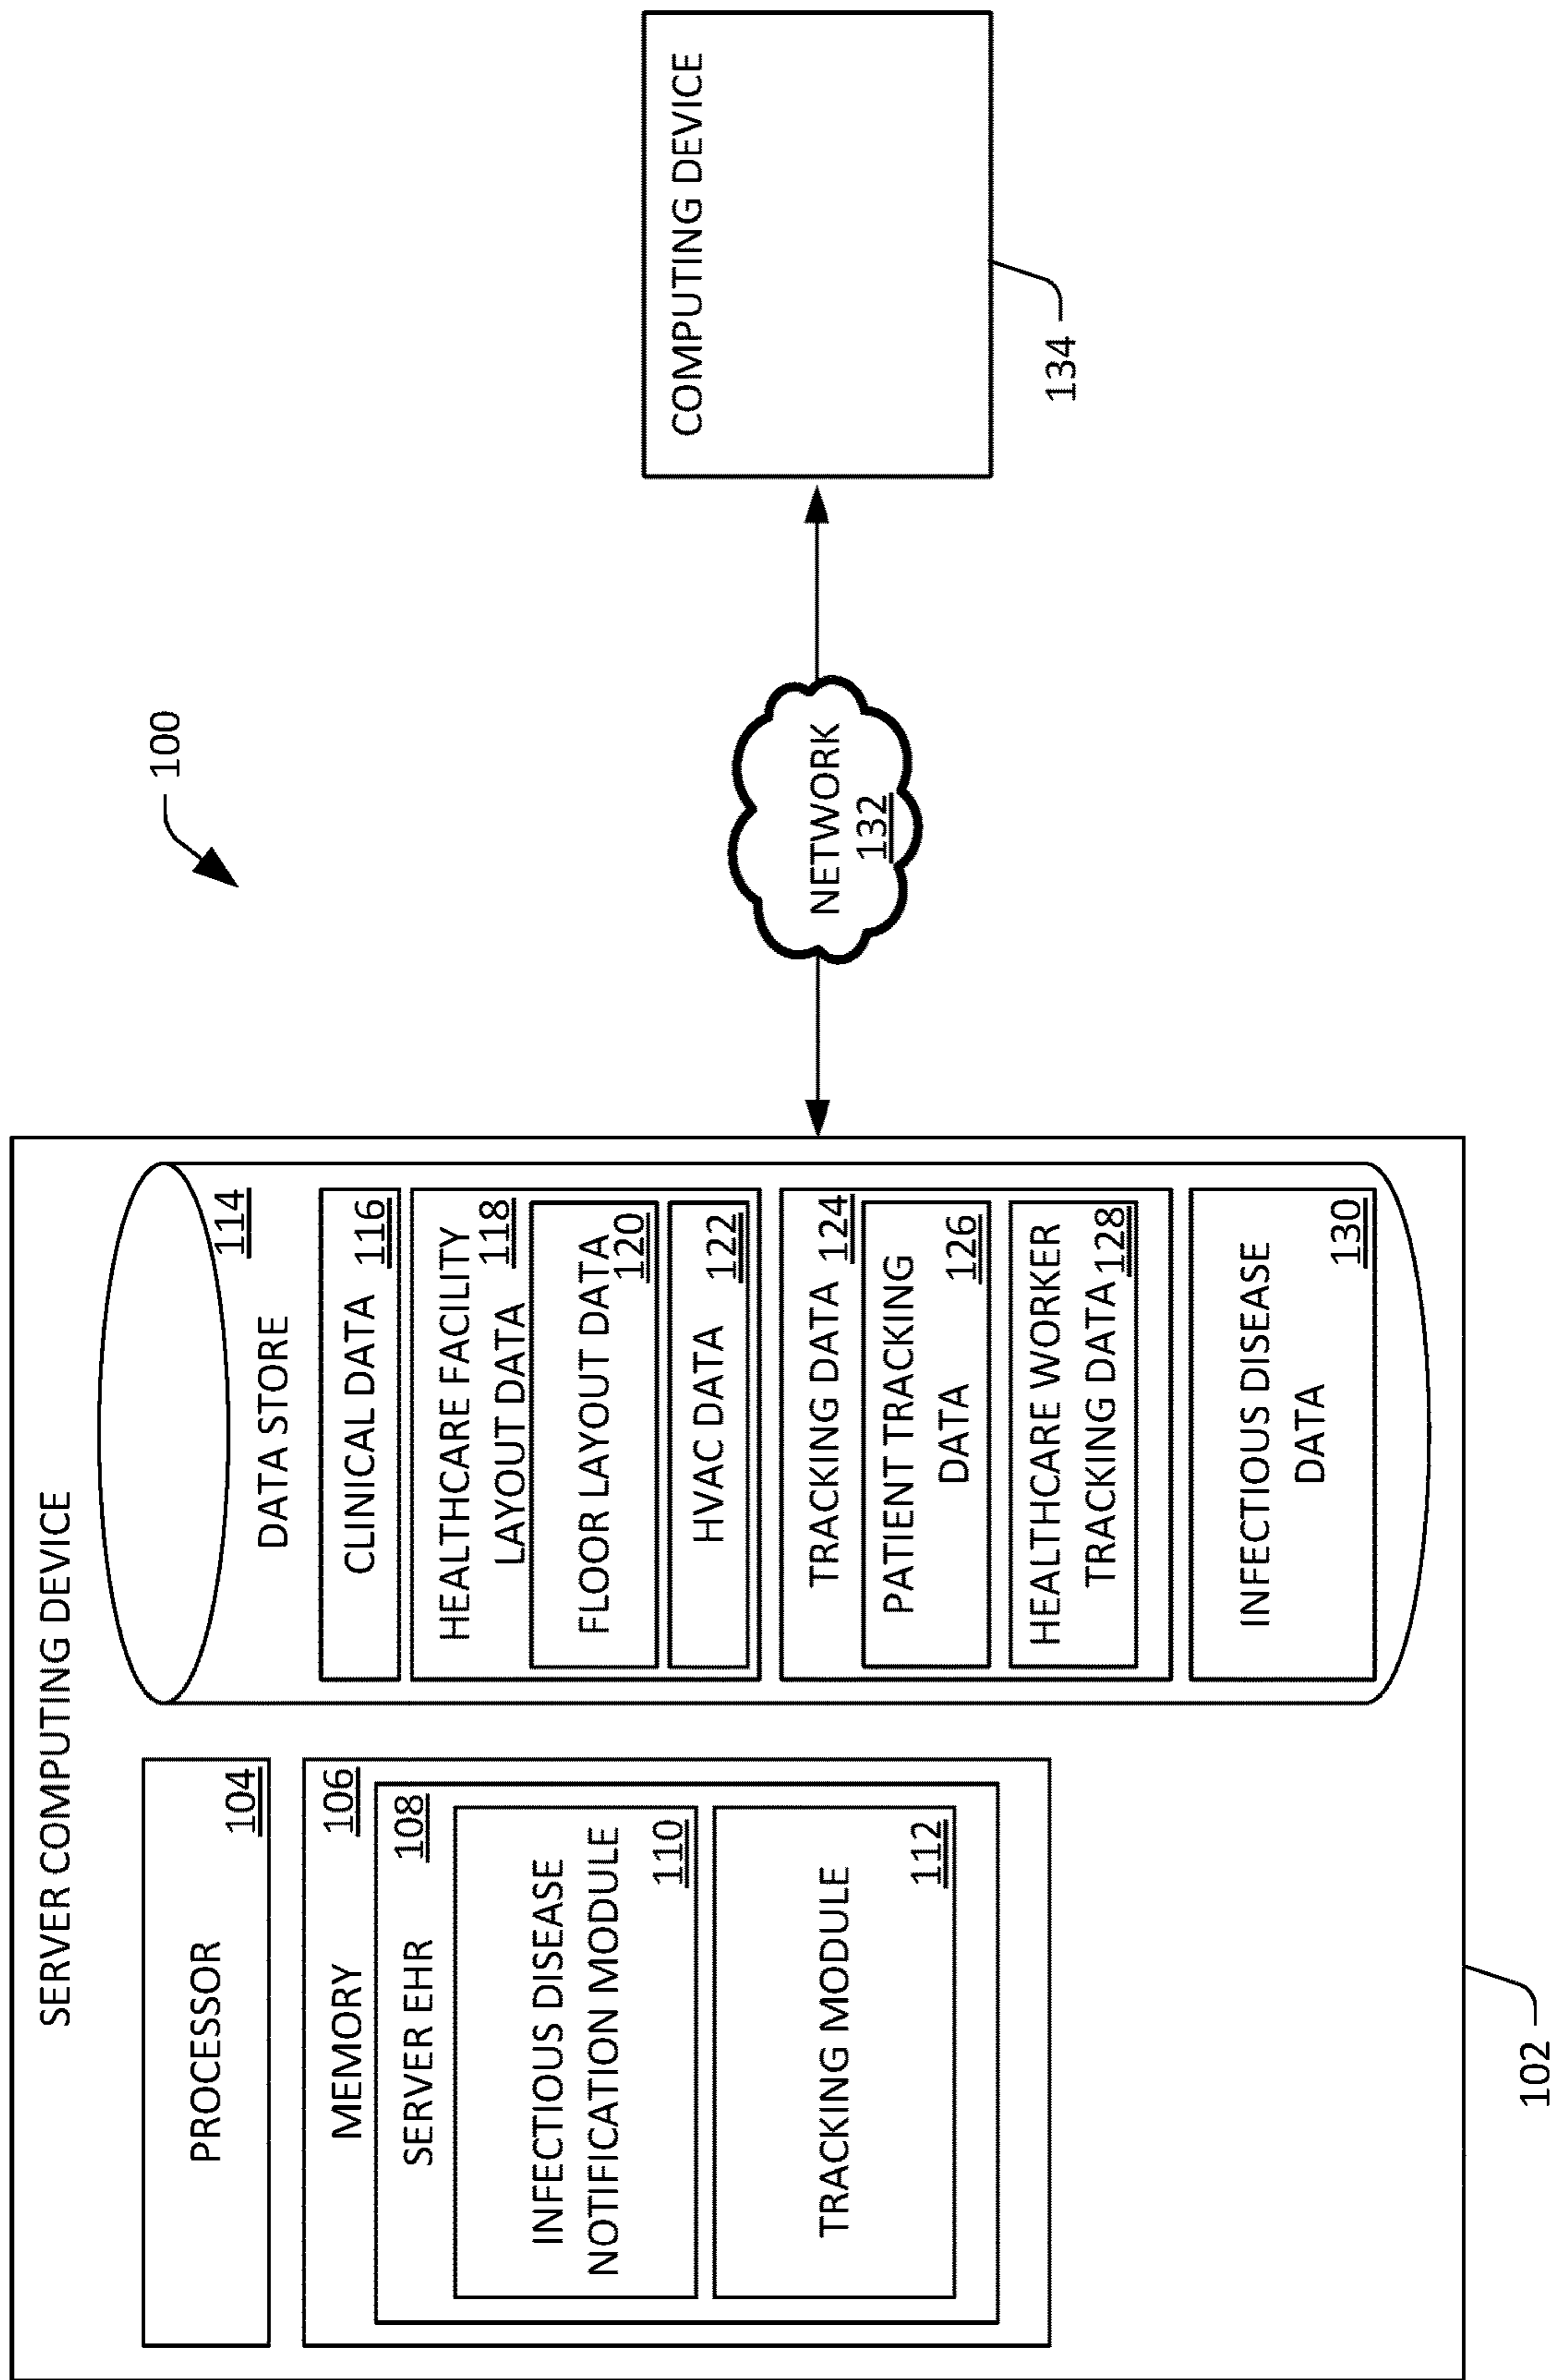 100
SERVER COMPUTING DEVICE
PROCESSOR
104
MEMORY
106
SERVER EHR
108
INFECTIOUS DISEASE
NOTIFICATION MODULE
110
TRACKING MODULE
112
114
DATA STORE
CLINICAL DATA
116
HEALTHCARE FACILITY
LAYOUT DATA
118
FLOOR LAYOUT DATA
120
HVAC DATA
122
TRACKING DATA 124
PATIENT TRACKING
DATA
126
HEALTHCARE WORKER
TRACKING DATA 128
INFECTIOUS DISEASE
DATA
130
102
NETWORK
132
COMPUTING DEVICE
134